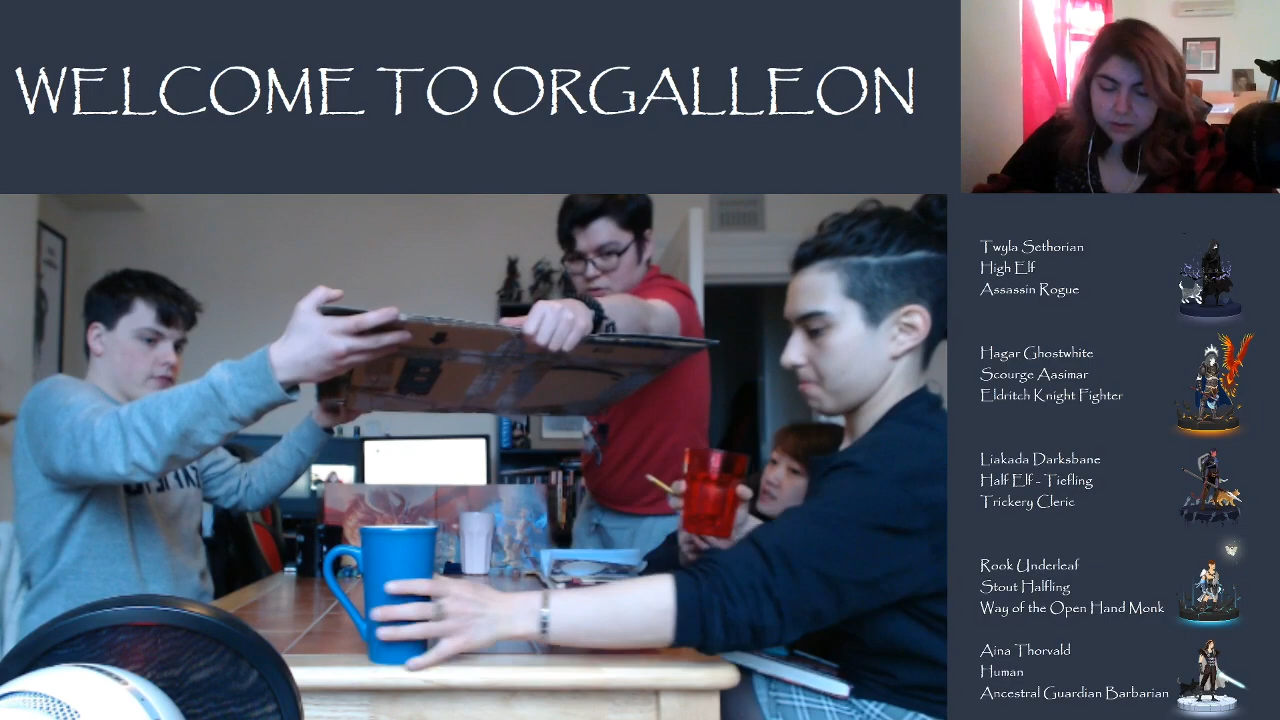 WELCOME TO ORGALLEON
Twyla Sethorian
High Elf
Assassin Rogue
Hagar Ghostwhite
Scourge Aasimar
Eldritch Knight Fighter
Liakada Darksbane
Half Elf - Tiefling
Trickery Cleric
Rook Underleaf
Stout Halfling
Way of the Open Hand Monk
Aina Thorvald
Human
Ancestral Guardian Barbarian